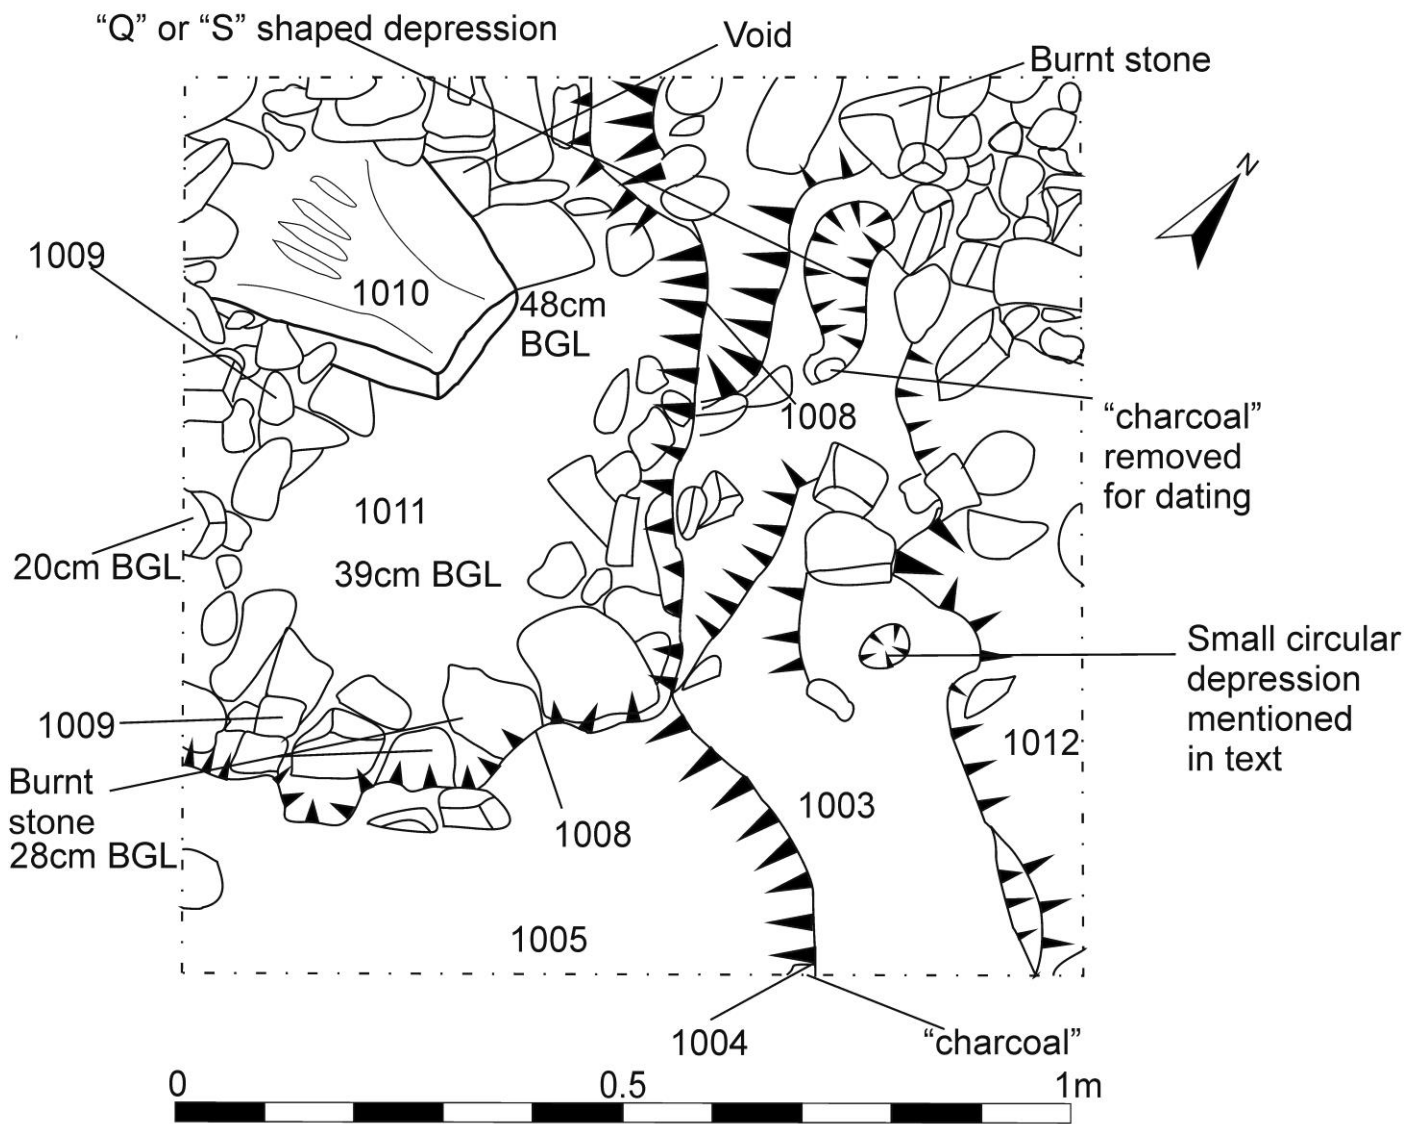 “Q” or “S” shaped depression
Void
Burnt stone
N
1009
1010
48cm
BGL
1008
“charcoal”
removed
for dating
1011
20cm BGL
39cm BGL
Small circular
depression
mentioned
in text
1009
1012
Burnt
stone
28cm BGL
1003
1008
1005
1004
“charcoal”
0
0.5
1m